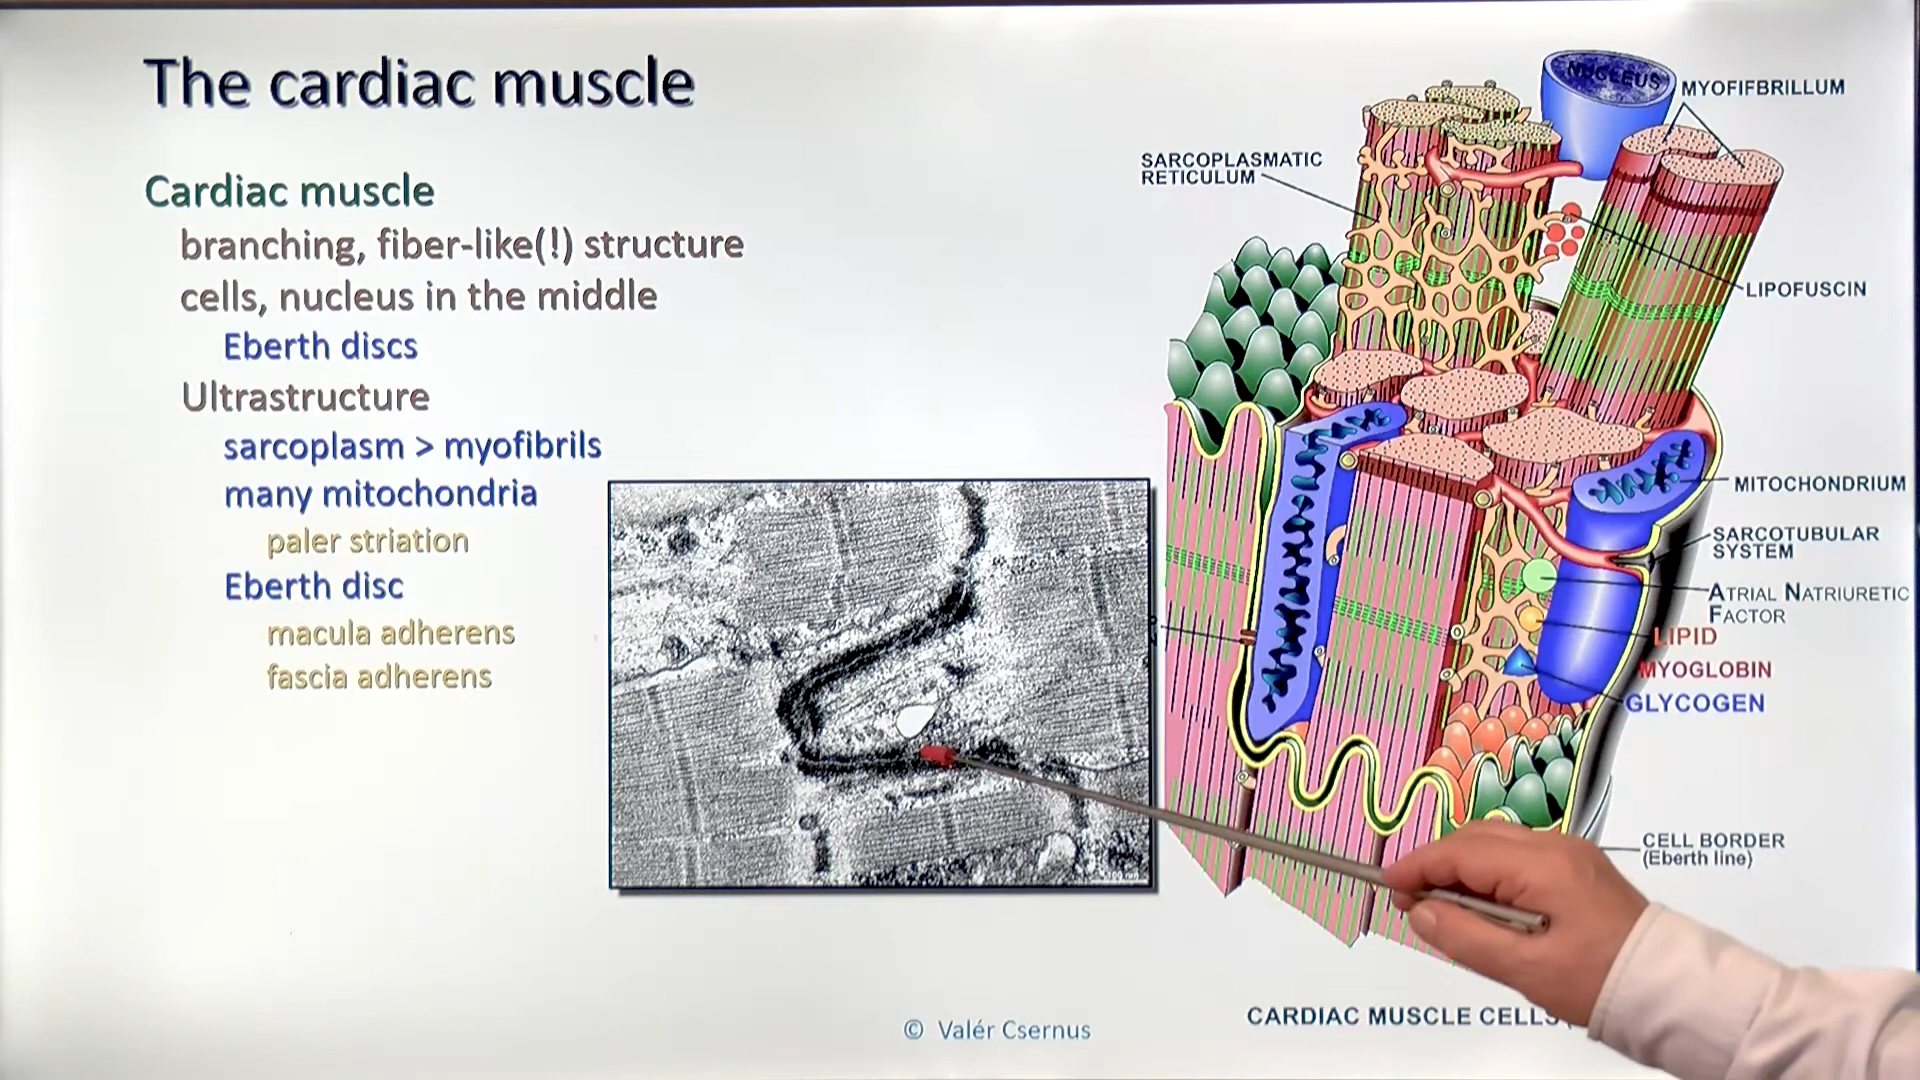 The cardiac muscle
Cardiac muscle
branching, fiber-like(!) structure
cells, nucleus in the middle
Eberth discs
Ultrastructure
sarcoplasm > myofibrils
many mitochondria
paler striation
Eberth disc
macula adherens
fascia adherens
NUCLEUS
MYOFIFBRILLUM
SARCOPLASMATIC
RETICULUM
LIPOFUSCIN
MITOCHONDRIUM
SARCOTUBULAR
SYSTEM
ATRIAL NATRIURETIC
FACTOR
LIPID
MYOGLOBIN
GLYCOGEN
CELL BORDER
(Eberth line)
CARDIAC MUSCLE CELLS
© Valér Csernus